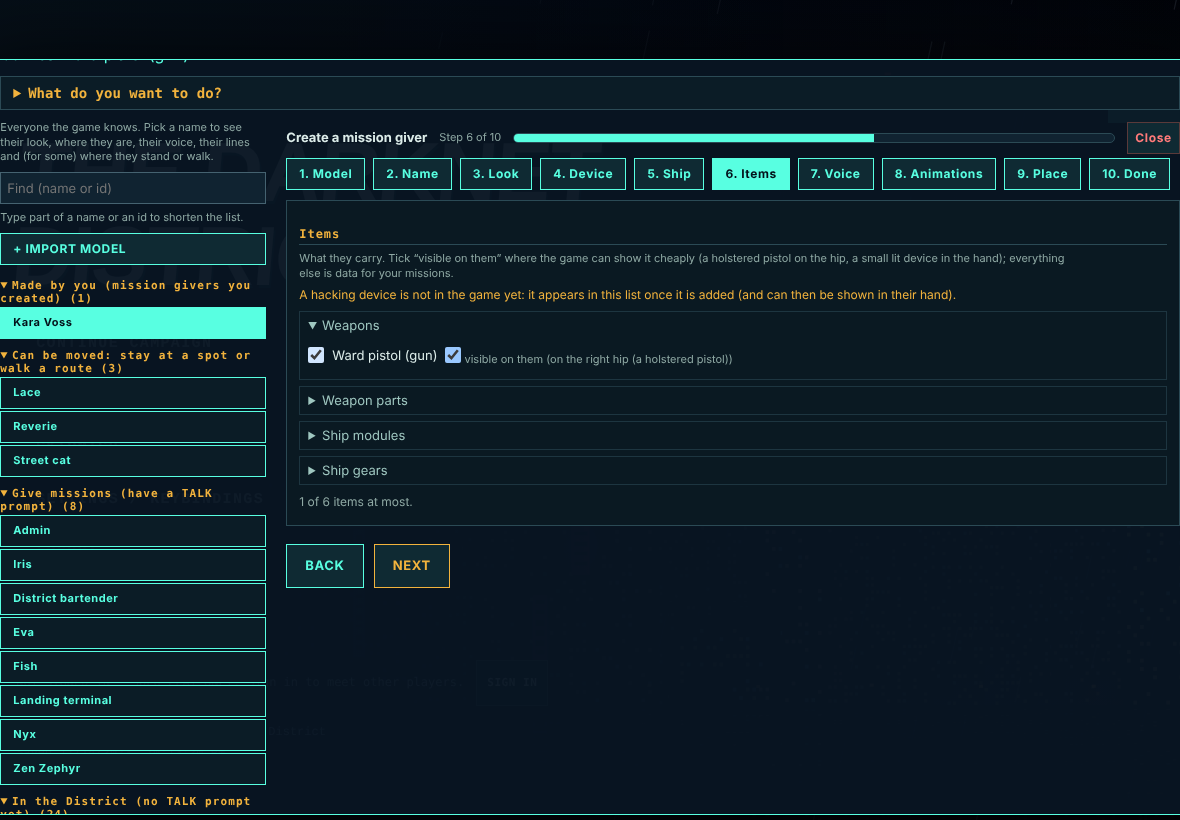 What do you want to do?
Everyone the game knows. Pick a name to see
their look, where they are, their voice, their lines
and (for some) where they stand or walk.
Find (name or id)
Type part of a name or an id to shorten the list.
+ IMPORT MODEL
Made by you (mission givers you
created) (1)
Kara Voss
Can be moved: stay at a spot or
walk a route (3)
Lace
Reverie
Street cat
Give missions (have a TALK
prompt) (8)
Admin
Iris
District bartender
Eva
Fish
Landing terminal
Nyx
Zen Zephyr
In the District (no TALK prompt
Create a mission giver Step 6 of 10
Close
1. Model 2. Name 3. Look 4. Device 5. Ship 6. Items 7. Voice 8. Animations 9. Place 10. Done
Items
What they carry. Tick “visible on them” where the game can show it cheaply (a holstered pistol on the hip, a small lit device in the hand); everything
else is data for your missions.
A hacking device is not in the game yet: it appears in this list once it is added (and can then be shown in their hand).
Weapons
Ward pistol (gun) visible on them (on the right hip (a holstered pistol))
Weapon parts
Ship modules
Ship gears
1 of 6 items at most.
BACK NEXT
SIGN IN